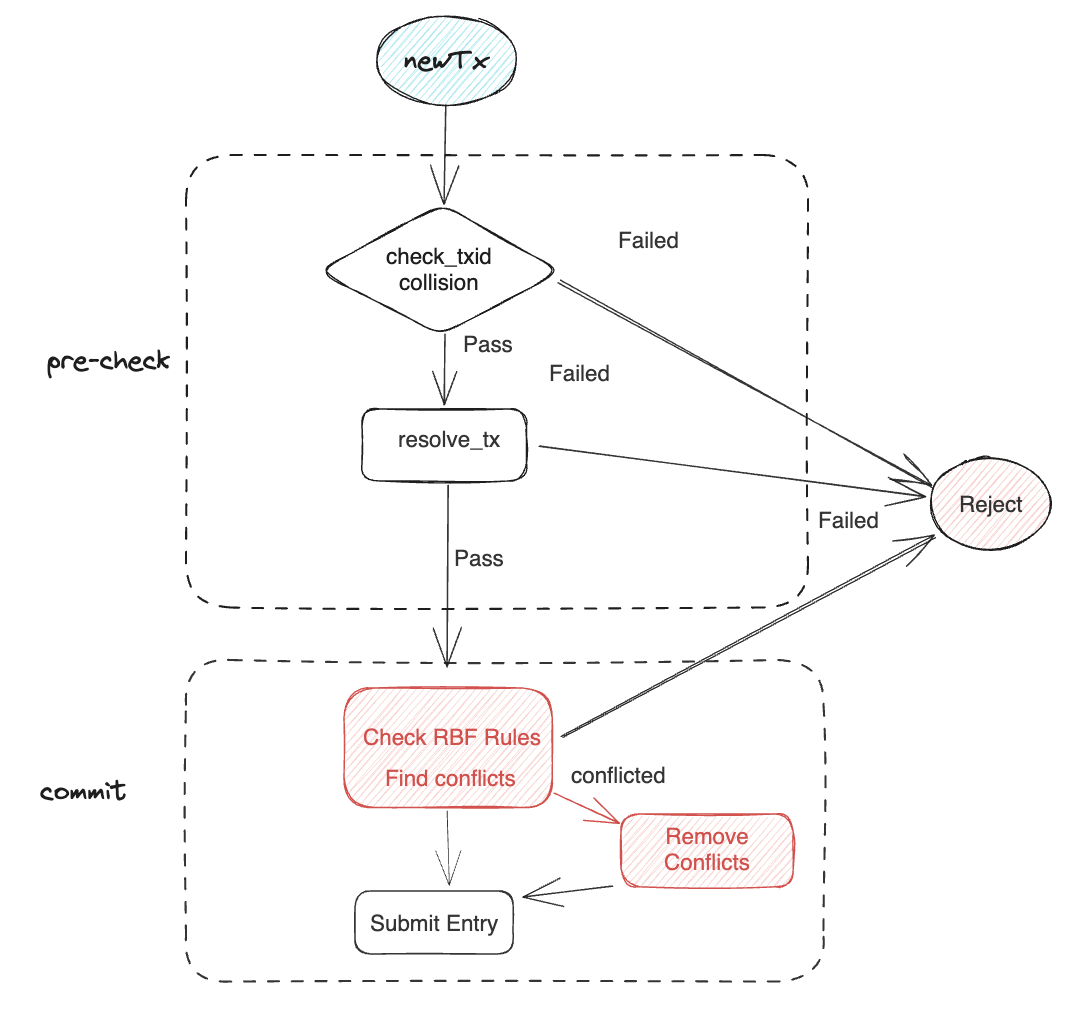 newTx
Failed
check_txid
collision
Pass
pre-check
Failed
resolve_tx
Reject
Failed
Pass
Check RBF Rules
Find conflicts
conflicted
commit
Remove
Conflicts
Submit Entry